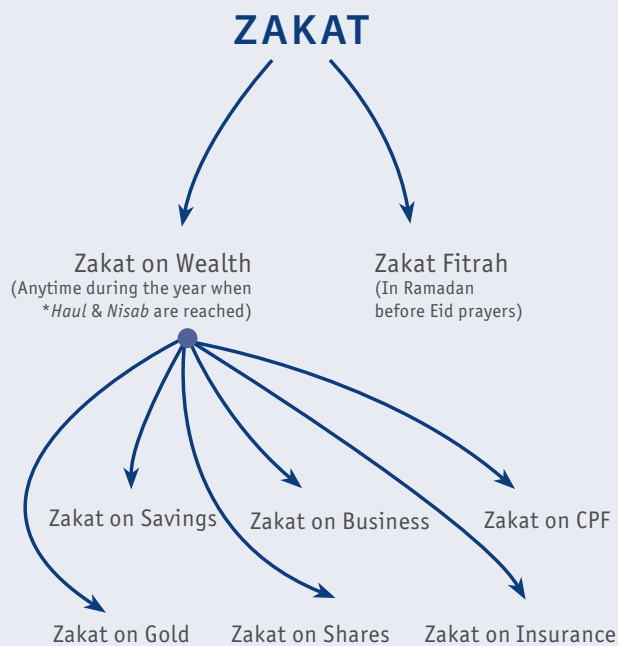 ZAKAT
Zakat on Wealth
(Anytime during the year when
*Haul & Nisab are reached)
Zakat Fitrah
(In Ramadan
before Eid prayers)
Zakat on Savings
Zakat on Business
Zakat on CPF
Zakat on Gold
Zakat on Shares
Zakat on Insurance